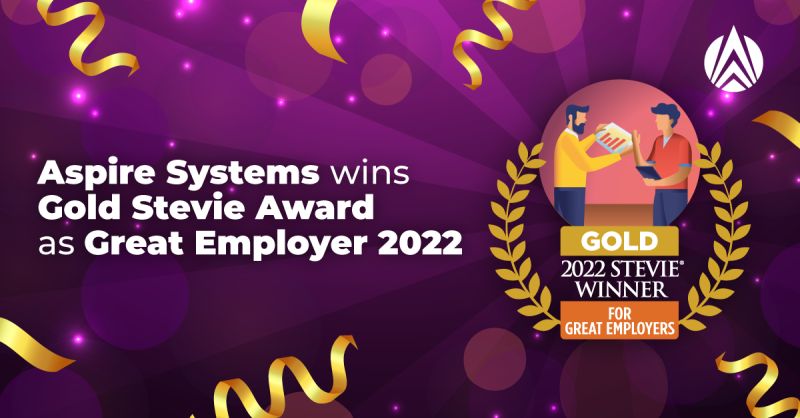 Aspire Systems wins
Gold Stevie Award
as Great Employer 2022
GOLD
2022 STEVIE®
WINNER
FOR
GREAT EMPLOYERS